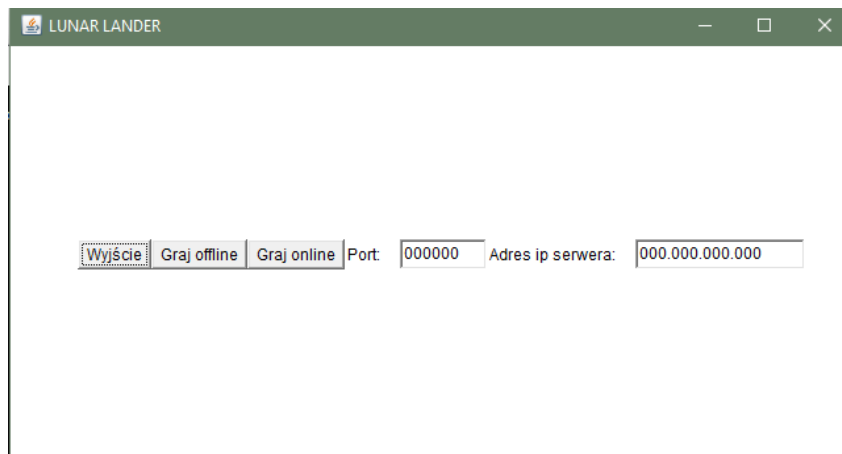 LUNAR LANDER
Wyjście Graj offline Graj online Port: 000000 Adres ip serwera: 000.000.000.000